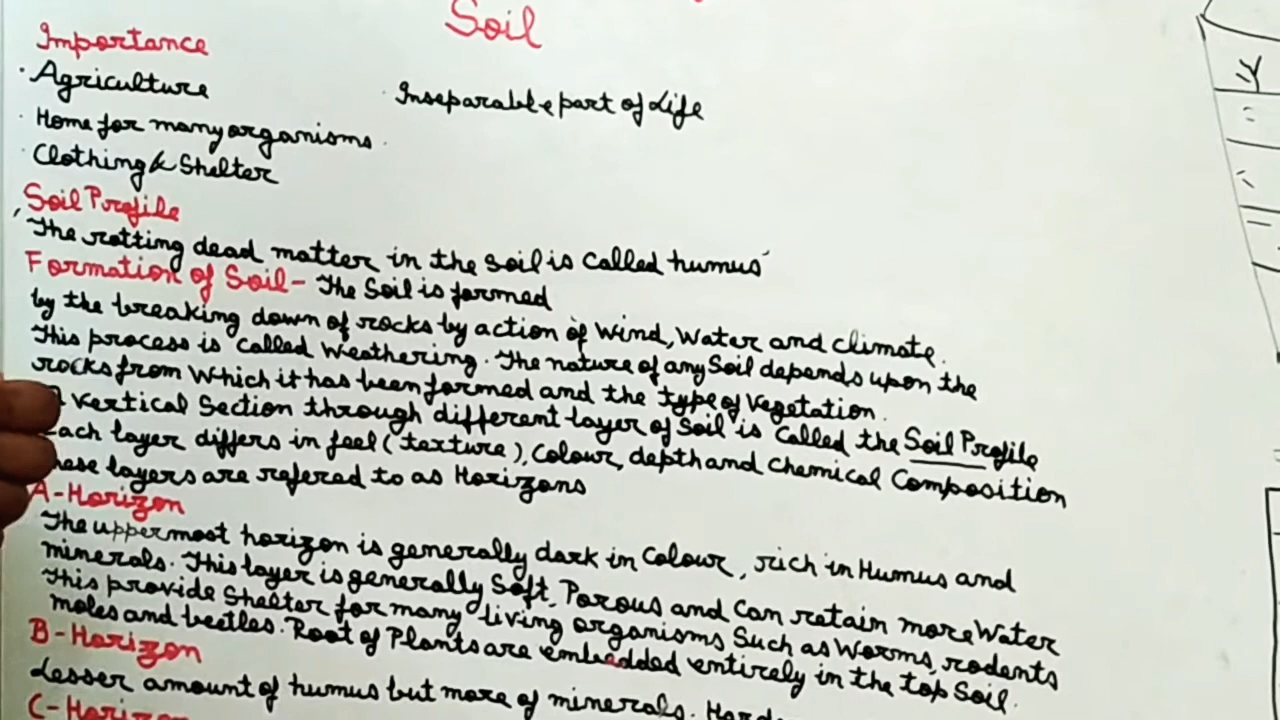 Soil
Importance
· Agriculture
· Inseparable part of Life
· Home for many organisms
· Clothing & Shelter
Soil Profile
The rotting dead matter in the soil is called humus
Formation of Soil - The Soil is formed
by the breaking down of rocks by action of wind, water and climate.
This process is called weathering. The nature of any Soil depends upon the
rocks from which it has been formed and the type of vegetation.
vertical Section through different layer of Soil is called the Soil Profile
Each layer differs in feel (texture), Colour, depth and chemical Composition
These layers are refered to as Horizons
A-Horizon
The uppermost horizon is generally dark in Colour, rich in Humus and
minerals. This layer is generally Soft, Porous and Can retain more Water
This provide Shelter for many living organisms Such as Worms, rodents
moles and beetles. Root of Plants are embedded entirely in the top Soil.
B-Horizon
Lesser amount of humus but more of minerals.
C-Horizon